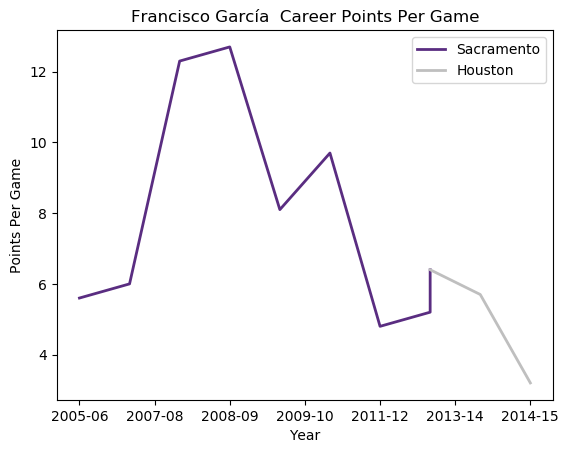 Francisco García  Career Points Per Game
Sacramento
Houston
12
10
8
6
4
Points Per Game
2005-06 2007-08 2008-09 2009-10 2011-12 2013-14 2014-15
Year